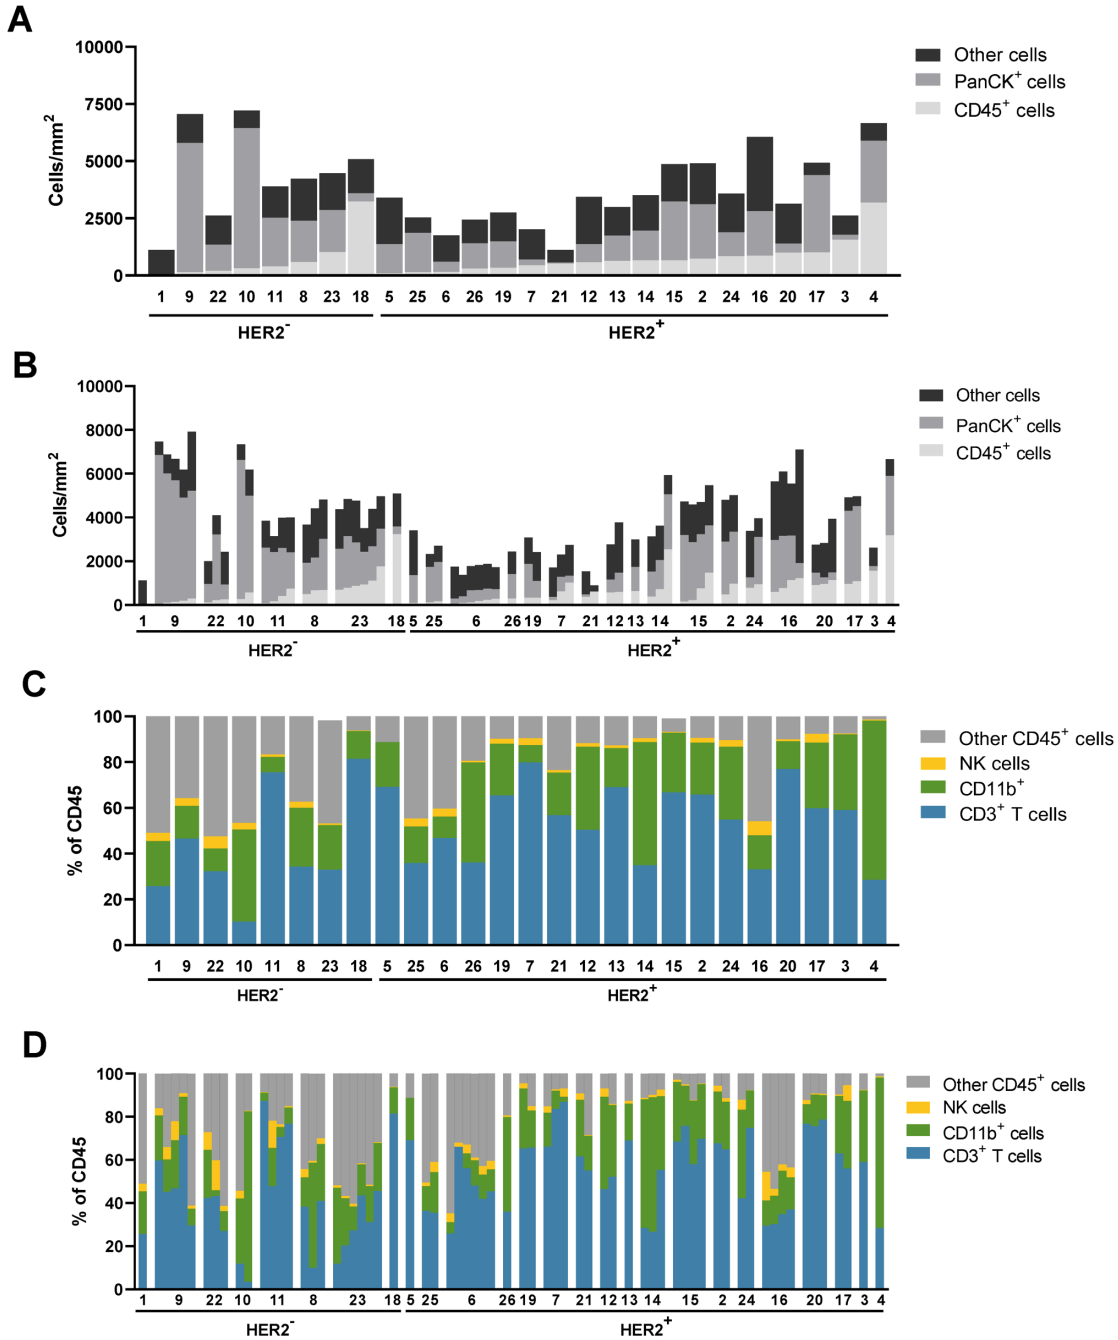 A
10000
7500
5000
2500
0
Cells/mm²
Other cells
PanCK⁺ cells
CD45⁺ cells
1 9 22 10 11 8 23 18 5 25 6 26 19 7 21 12 13 14 15 2 24 16 20 17 3 4
HER2⁻ HER2⁺
B
10000
8000
6000
4000
2000
0
Cells/mm²
Other cells
PanCK⁺ cells
CD45⁺ cells
1 9 22 10 11 8 23 18 5 25 6 26 19 7 21 12 13 14 15 2 24 16 20 17 3 4
HER2⁻ HER2⁺
C
100
80
60
40
20
0
% of CD45
Other CD45⁺ cells
NK cells
CD11b⁺
CD3⁺ T cells
1 9 22 10 11 8 23 18 5 25 6 26 19 7 21 12 13 14 15 2 24 16 20 17 3 4
HER2⁻ HER2⁺
D
100
80
60
40
20
0
% of CD45
Other CD45⁺ cells
NK cells
CD11b⁺ cells
CD3⁺ T cells
1 9 22 10 11 8 23 18 5 25 6 26 19 7 21 12 13 14 15 2 24 16 20 17 3 4
HER2⁻ HER2⁺